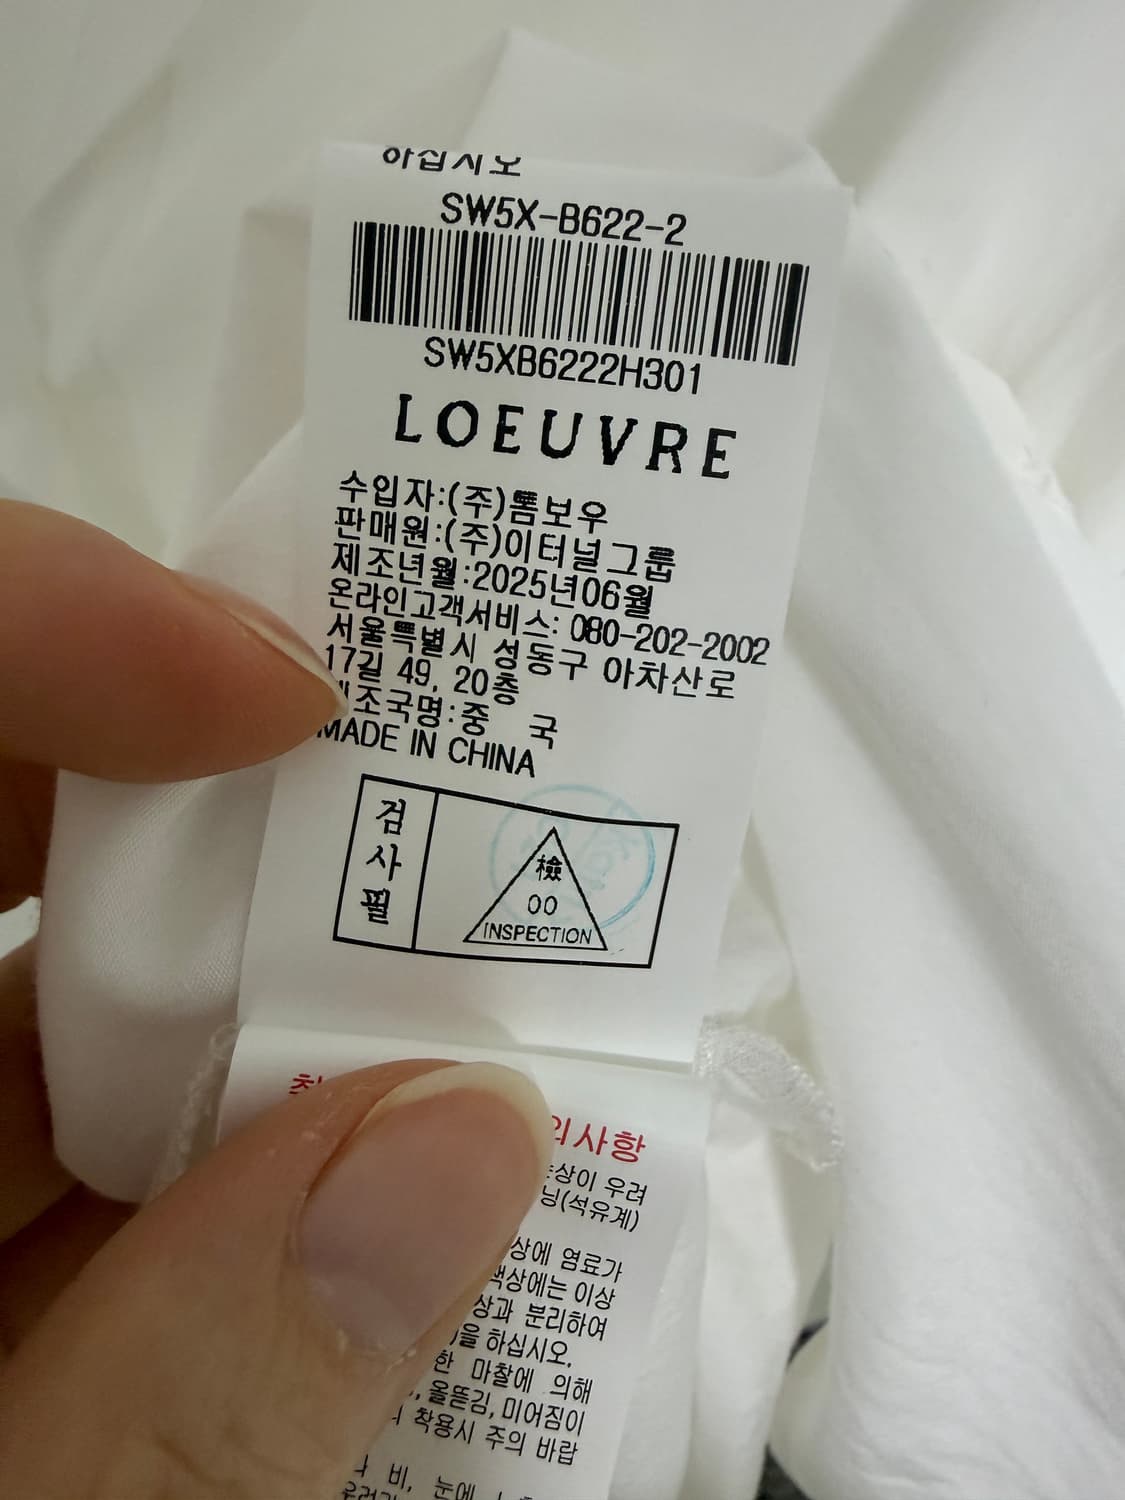 하십시오
SW5X-B622-2
SW5XB6222H301
LOEUVRE
수입자:(주)톰보우
판매원:(주)이터널그룹
제조년월:2025년06월
온라인고객서비스: 080-202-2002
서울특별시 성동구 아차산로
17길 49, 20층
제조국명:중 국
MADE IN CHINA
검사필
檢
00
INSPECTION
의사항
손상이 우려
닝(석유계)
상에 염료가
색상에는 이상
상과 분리하여
을 하십시오.
한 마찰에 의해
올뜯김, 미어짐이
착용시 주의 바랍
비, 눈에